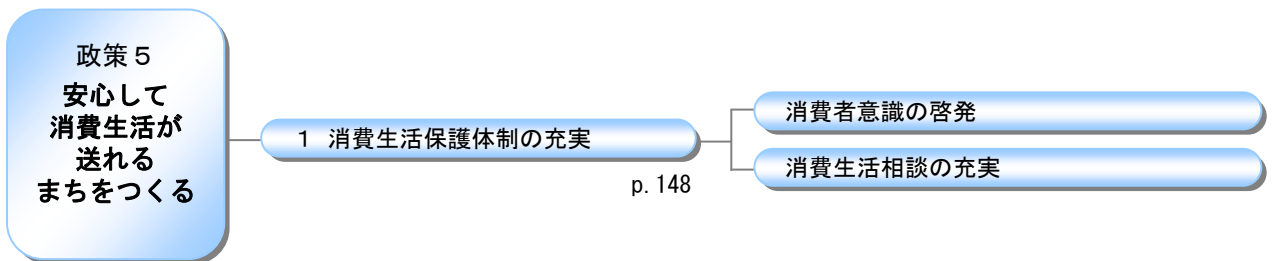 政策５
安心して
消費生活が
送れる
まちをつくる
１ 消費生活保護体制の充実
p.148
消費者意識の啓発
消費生活相談の充実